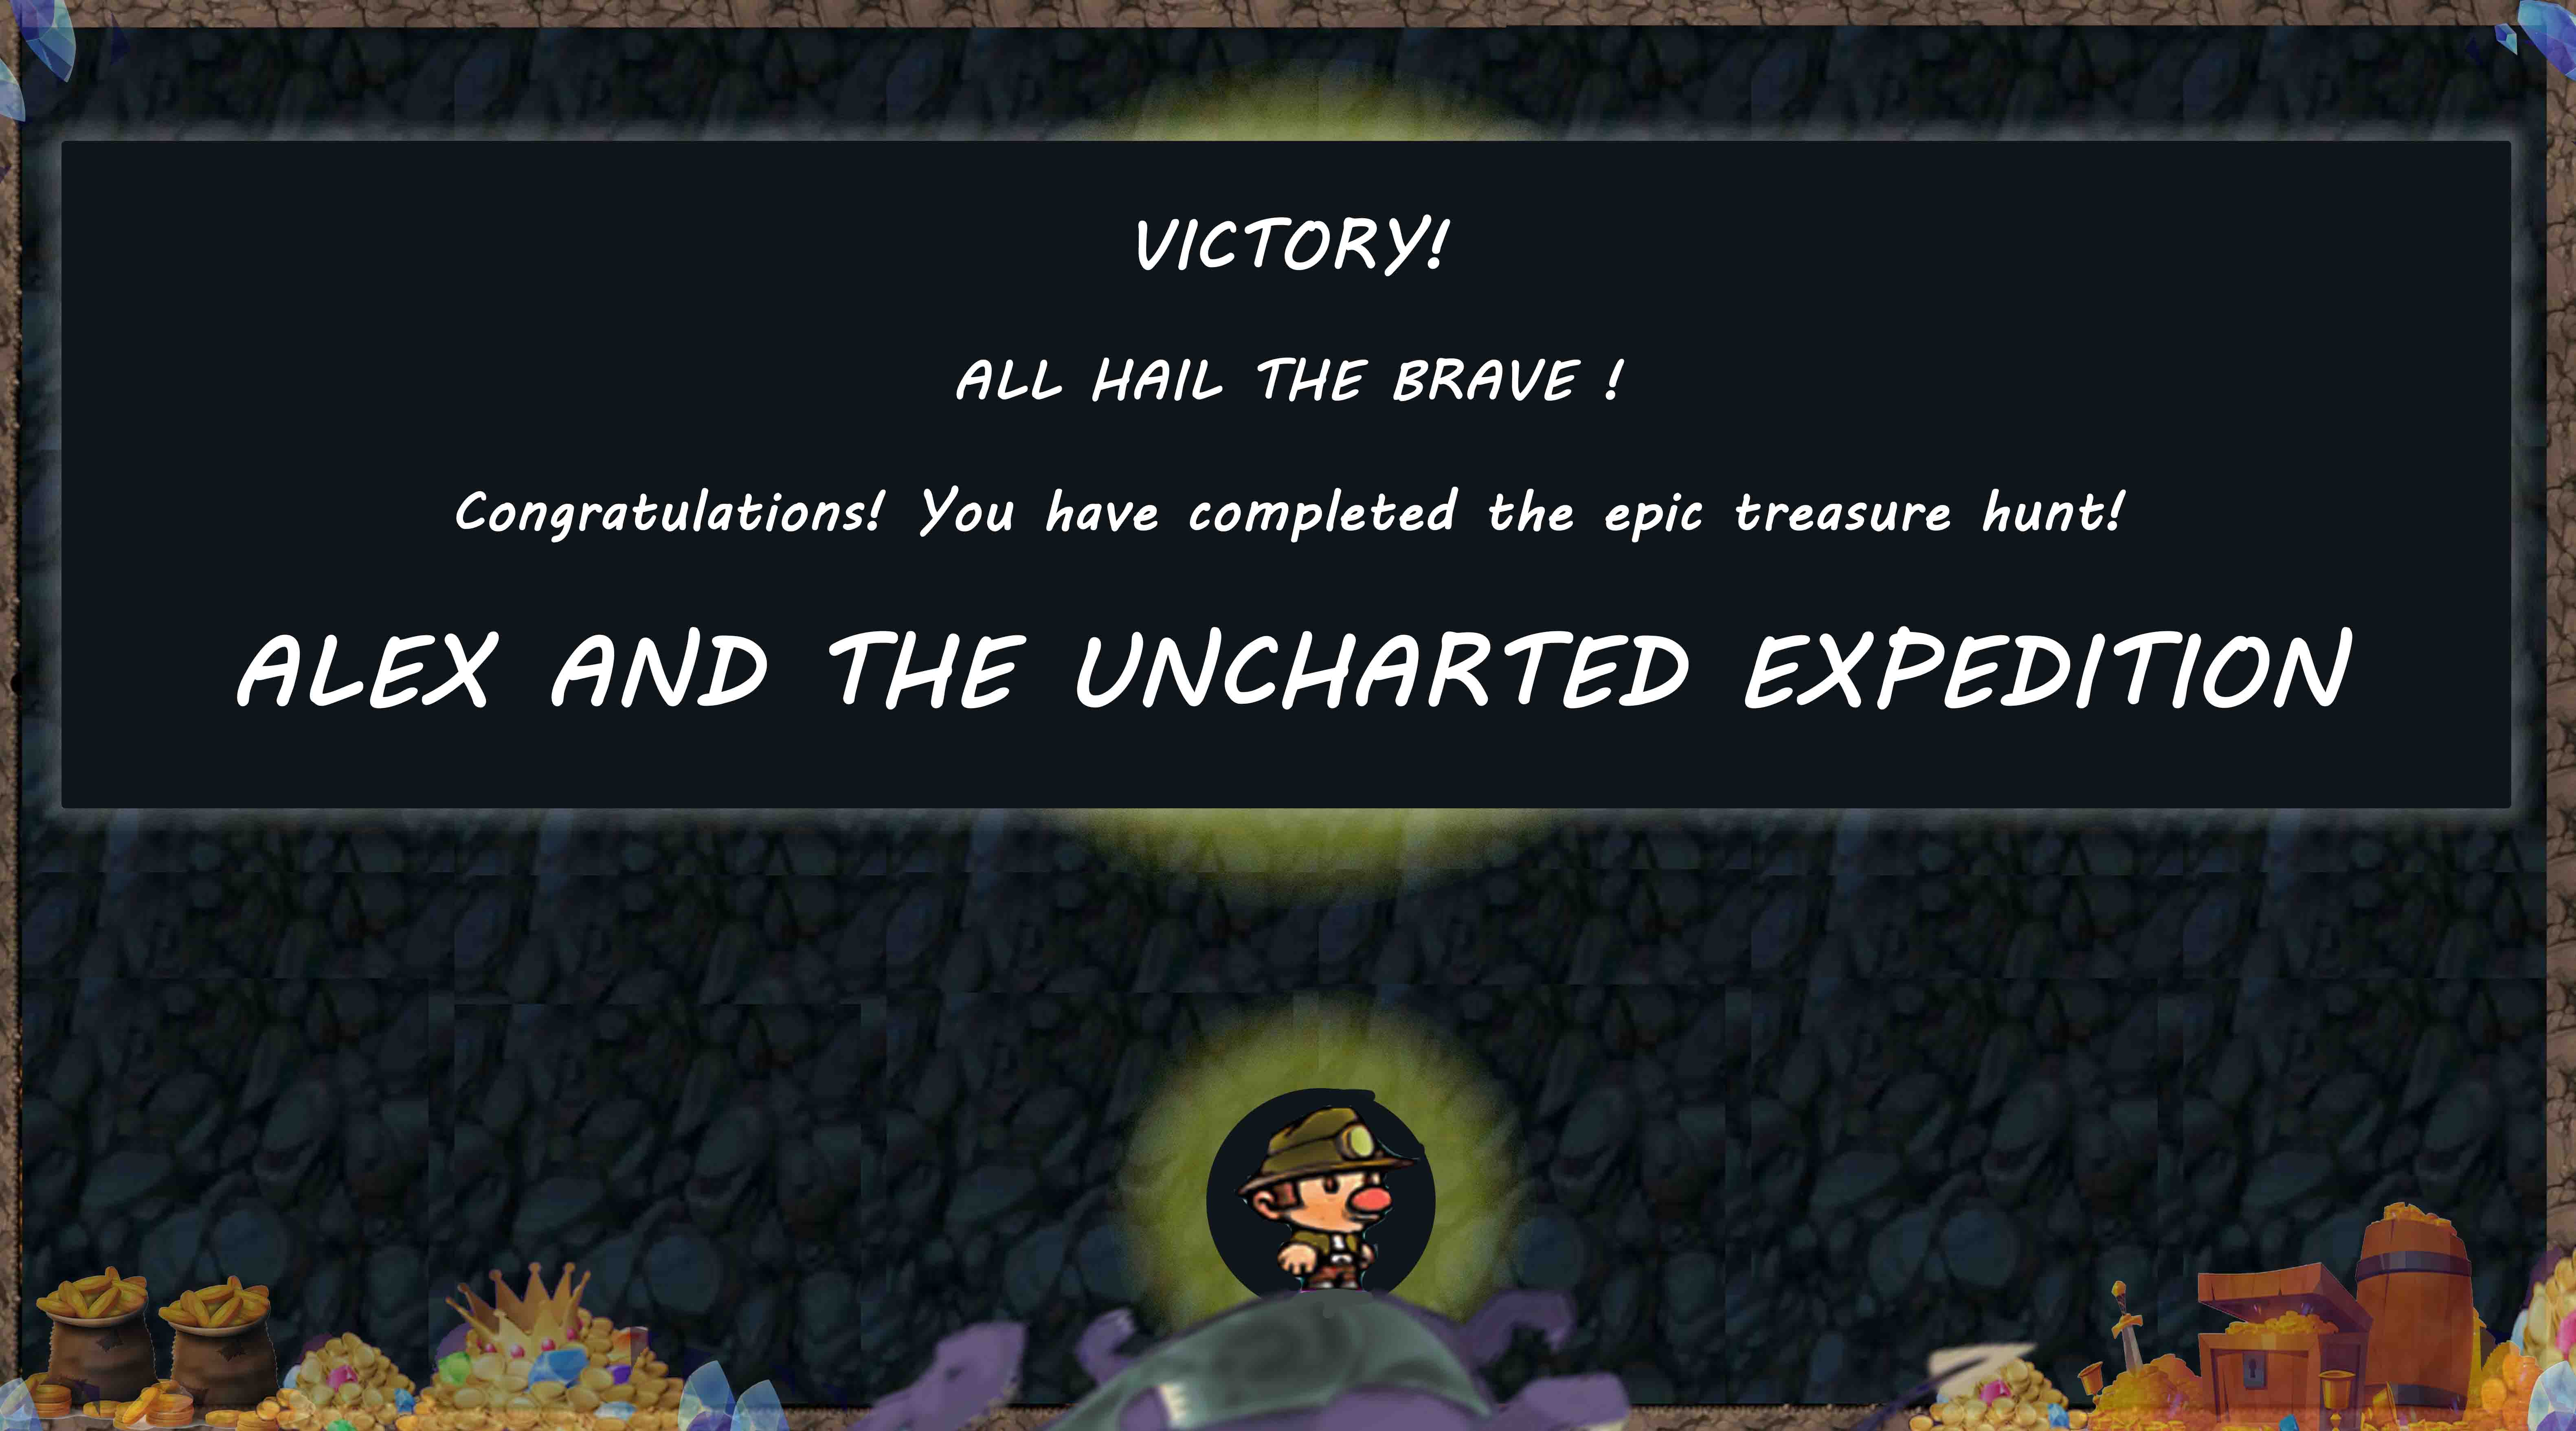 VICTORY!
ALL HAIL THE BRAVE !
Congratulations! You have completed the epic treasure hunt!
ALEX AND THE UNCHARTED EXPEDITION